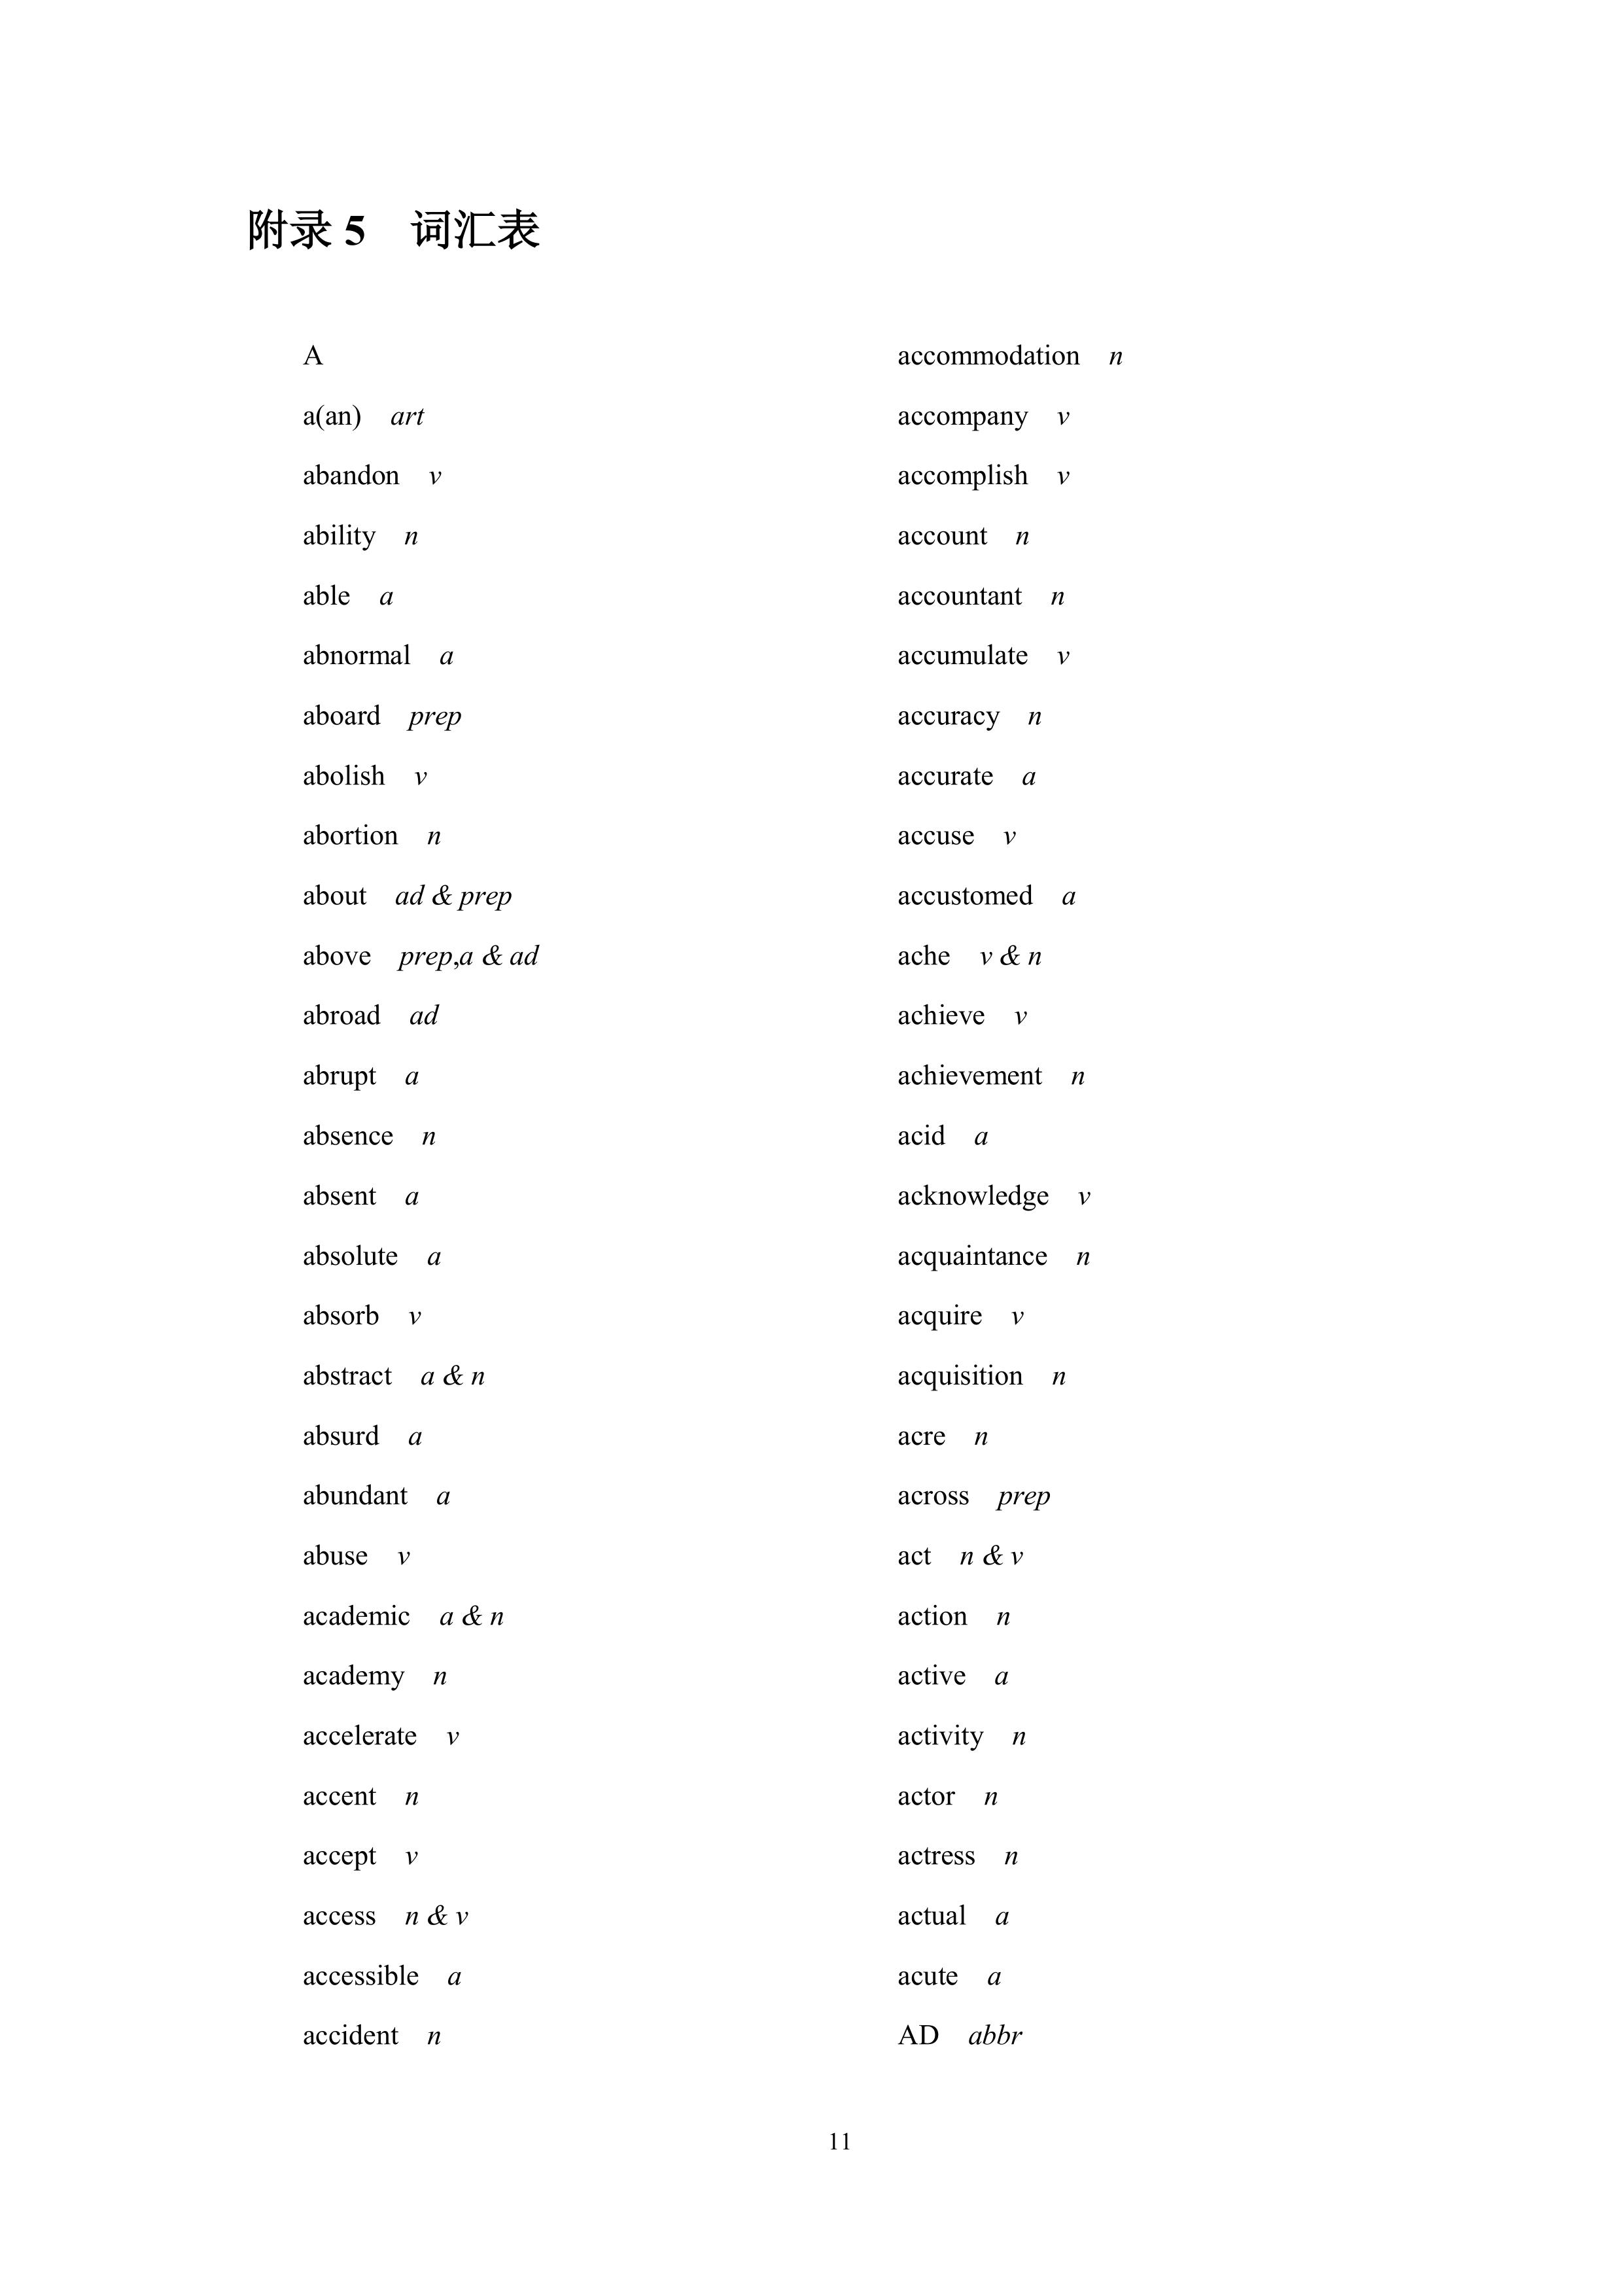 附录 5　词汇表
A
a(an)　art
abandon　v
ability　n
able　a
abnormal　a
aboard　prep
abolish　v
abortion　n
about　ad & prep
above　prep,a & ad
abroad　ad
abrupt　a
absence　n
absent　a
absolute　a
absorb　v
abstract　a & n
absurd　a
abundant　a
abuse　v
academic　a & n
academy　n
accelerate　v
accent　n
accept　v
access　n & v
accessible　a
accident　n
accommodation　n
accompany　v
accomplish　v
account　n
accountant　n
accumulate　v
accuracy　n
accurate　a
accuse　v
accustomed　a
ache　v & n
achieve　v
achievement　n
acid　a
acknowledge　v
acquaintance　n
acquire　v
acquisition　n
acre　n
across　prep
act　n & v
action　n
active　a
activity　n
actor　n
actress　n
actual　a
acute　a
AD　abbr
11